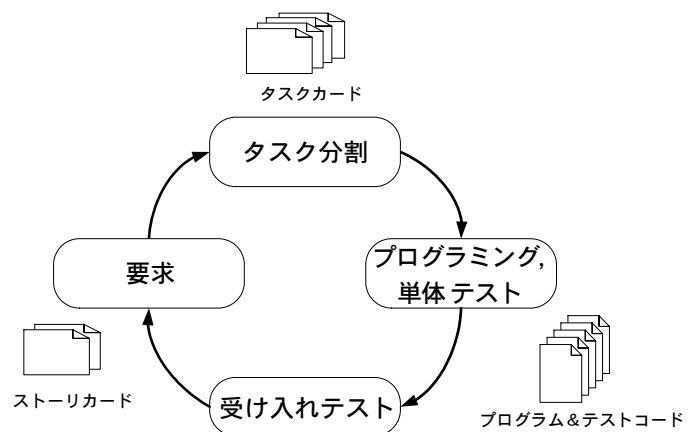 タスクカード
タスク分割
要求
プログラミング,
単体テスト
ストーリカード
受け入れテスト
プログラム&テストコード